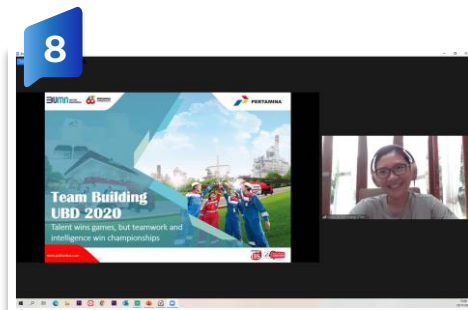 8
BUMN
PERTAMINA
Team Building
UBD 2020
Talent wins games, but teamwork and
intelligence win championships